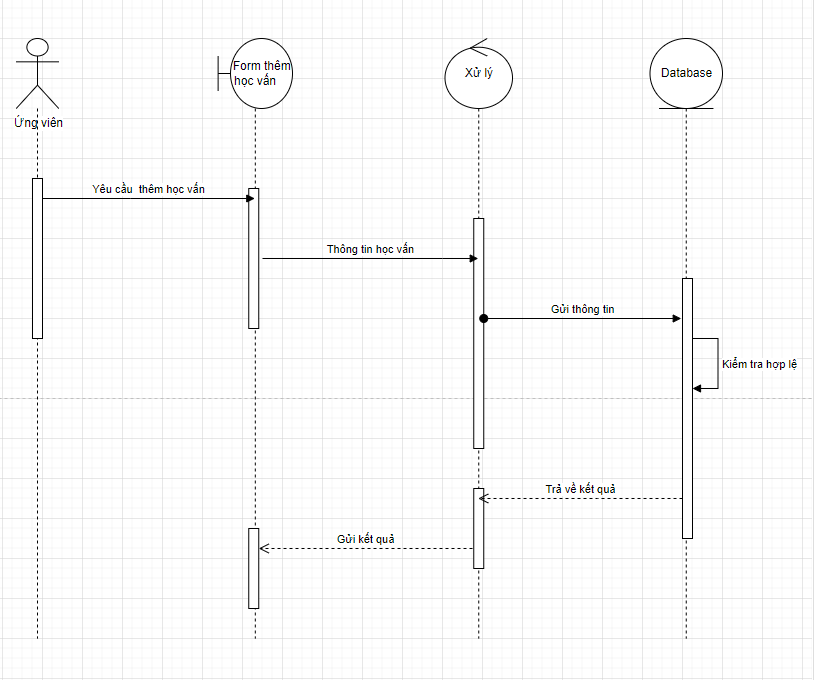 Form thêm
học vấn
Xử lý
Database
Ứng viên
Yêu cầu thêm học vấn
Thông tin học vấn
Gửi thông tin
Kiểm tra hợp lệ
Trả về kết quả
Gửi kết quả